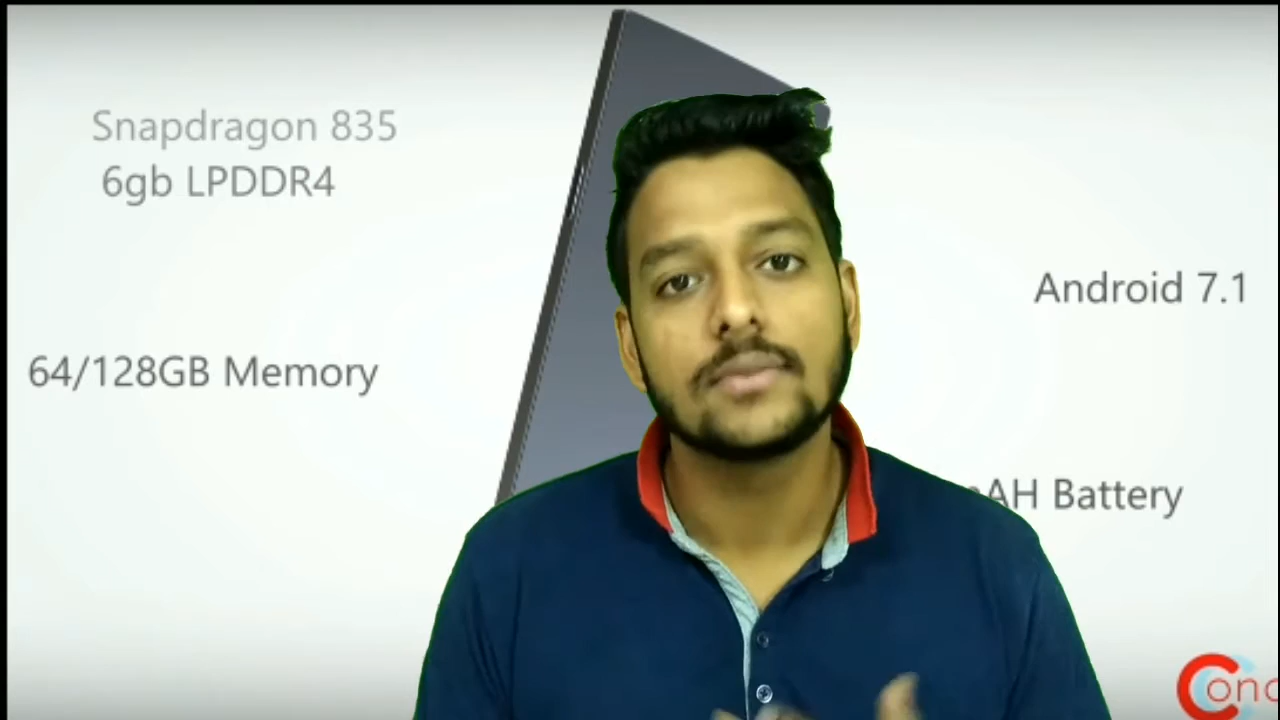 Snapdragon 835
6gb LPDDR4
Android 7.1
64/128GB Memory
AH Battery